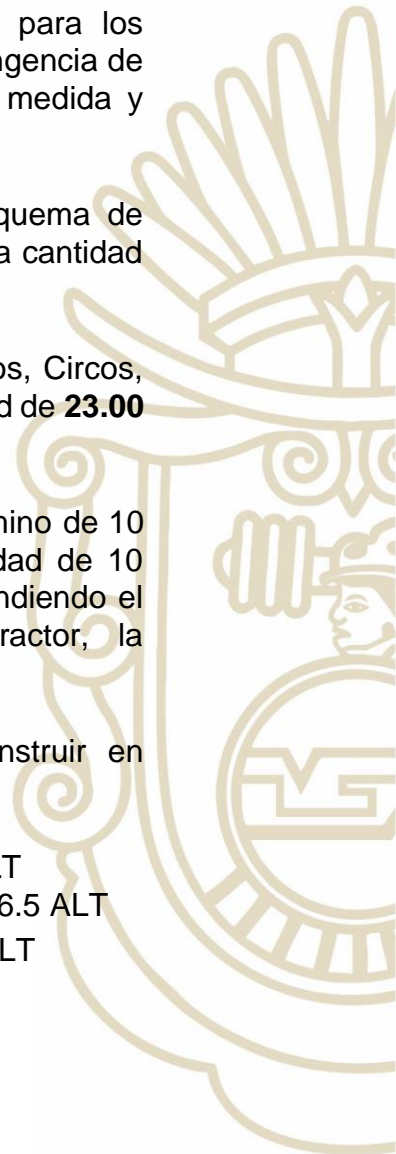 para los
ngencia de
medida y
quema de
a cantidad
os, Circos,
d de 23.00
nino de 10
dad de 10
ndiendo el
ractor, la
nstruir en
LT
6.5 ALT
LT